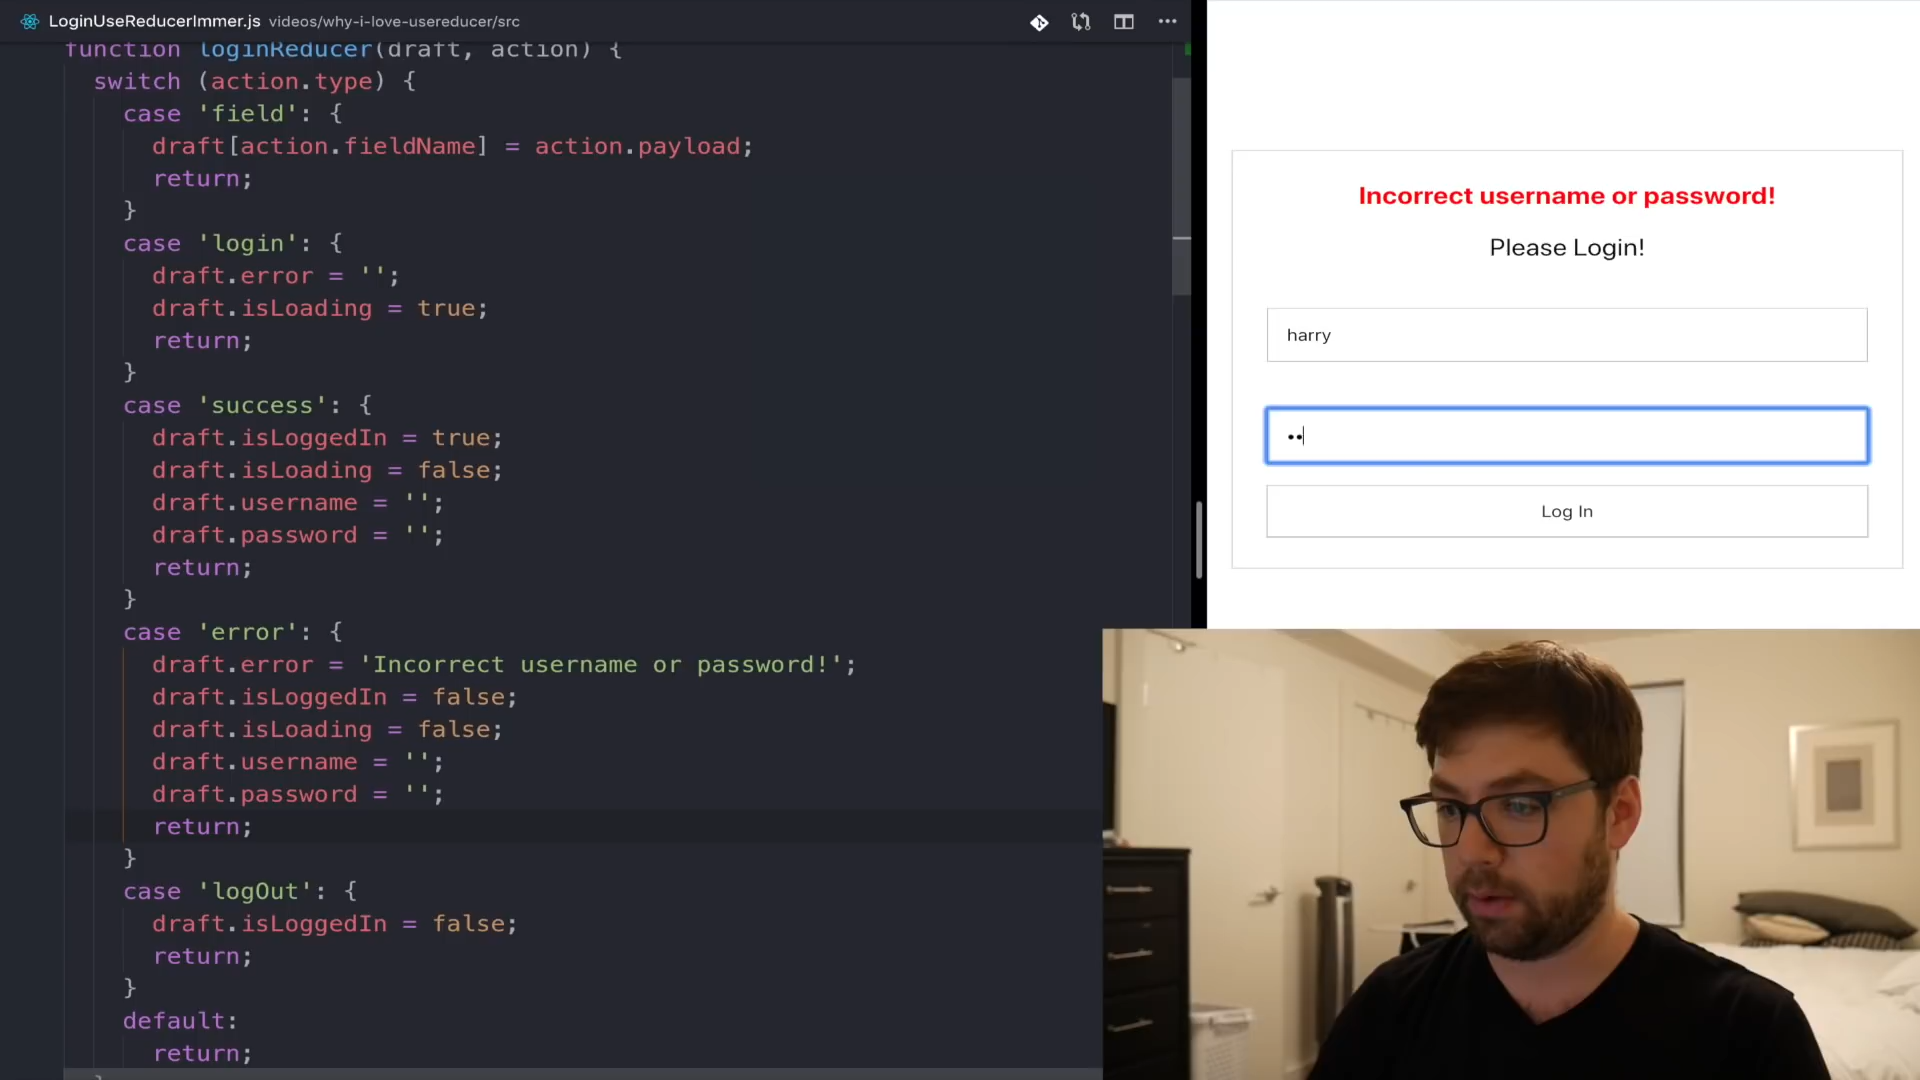 LoginUseReducerImmer.js videos/why-i-love-usereducer/src
function loginReducer(draft, action) {
switch (action.type) {
case 'field': {
draft[action.fieldName] = action.payload;
return;
}
case 'login': {
draft.error = '';
draft.isLoading = true;
return;
}
case 'success': {
draft.isLoggedIn = true;
draft.isLoading = false;
draft.username = '';
draft.password = '';
return;
}
case 'error': {
draft.error = 'Incorrect username or password!';
draft.isLoggedIn = false;
draft.isLoading = false;
draft.username = '';
draft.password = '';
return;
}
case 'logOut': {
draft.isLoggedIn = false;
return;
}
default:
return;
}
Incorrect username or password!
Please Login!
harry
••
Log In